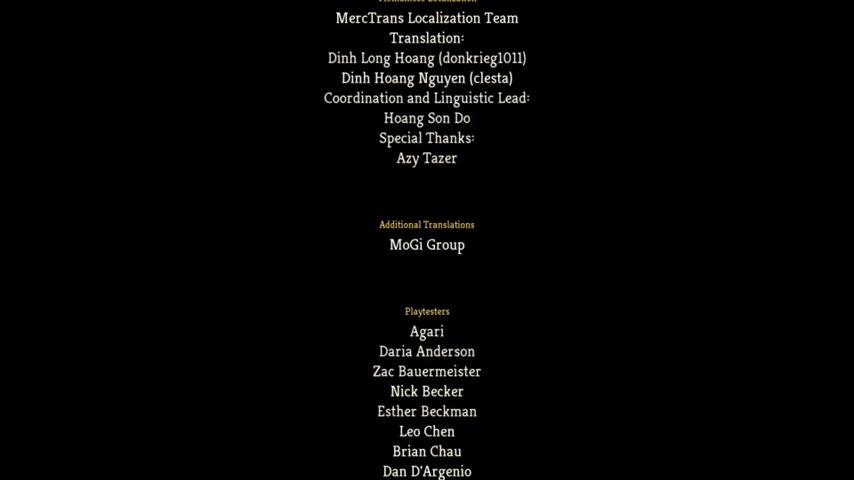 Vietnamese Localization
MercTrans Localization Team
Translation:
Dinh Long Hoang (donkrieg1011)
Dinh Hoang Nguyen (clesta)
Coordination and Linguistic Lead:
Hoang Son Do
Special Thanks:
Azy Tazer
Additional Translations
MoGi Group
Playtesters
Agari
Daria Anderson
Zac Bauermeister
Nick Becker
Esther Beckman
Leo Chen
Brian Chau
Dan D'Argenio